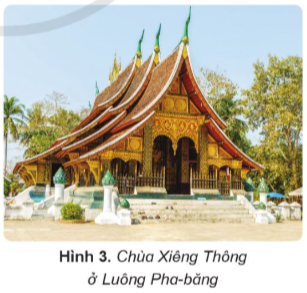 Hình 3. Chùa Xiêng Thông
ở Luông Pha-băng